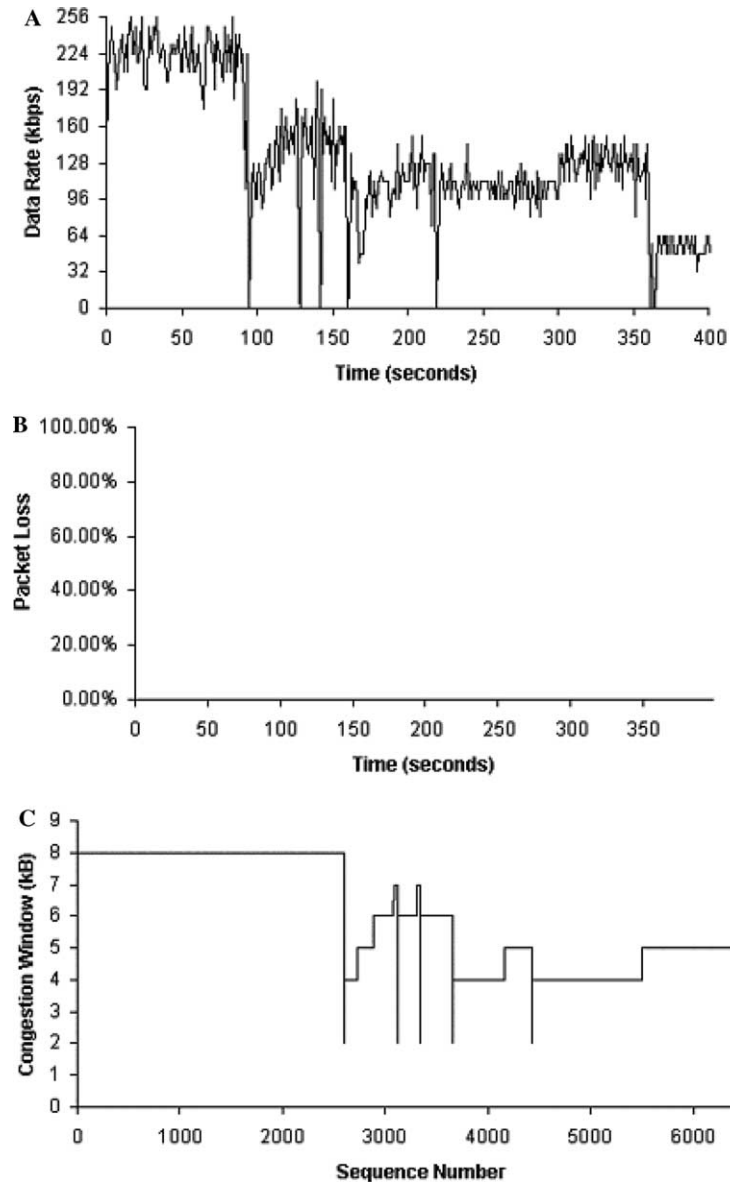 A
256
224
192
160
128
96
64
32
0
Data Rate (kbps)
0 50 100 150 200 250 300 350 400
Time (seconds)
B
100.00%
80.00%
60.00%
40.00%
20.00%
0.00%
Packet Loss
0 50 100 150 200 250 300 350
Time (seconds)
C
9
8
7
6
5
4
3
2
1
0
Congestion Window (kB)
0 1000 2000 3000 4000 5000 6000
Sequence Number